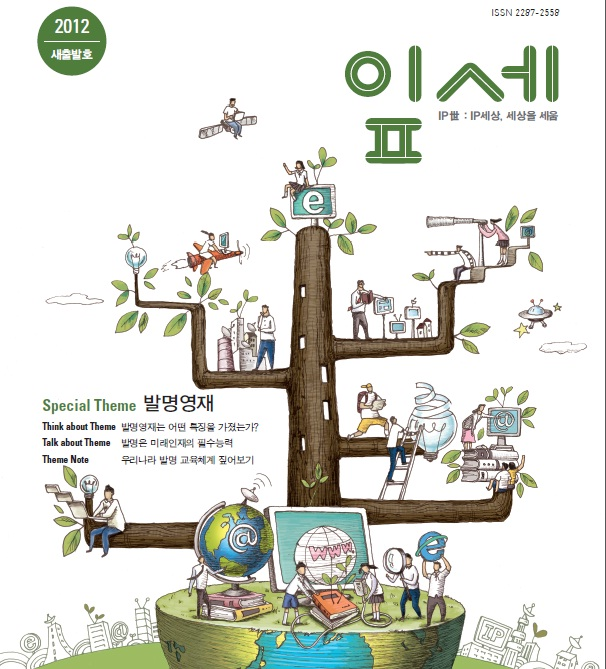 2012
새출발호
ISSN 2287-2558
입세
IP世 : IP세상, 세상을 세움
e
Special Theme 발명영재
Think about Theme 발명영재는 어떤 특징을 가졌는가?
Talk about Theme 발명은 미래인재의 필수능력
Theme Note 우리나라 발명 교육체계 짚어보기
@
@
WWW
e
@
IP
@